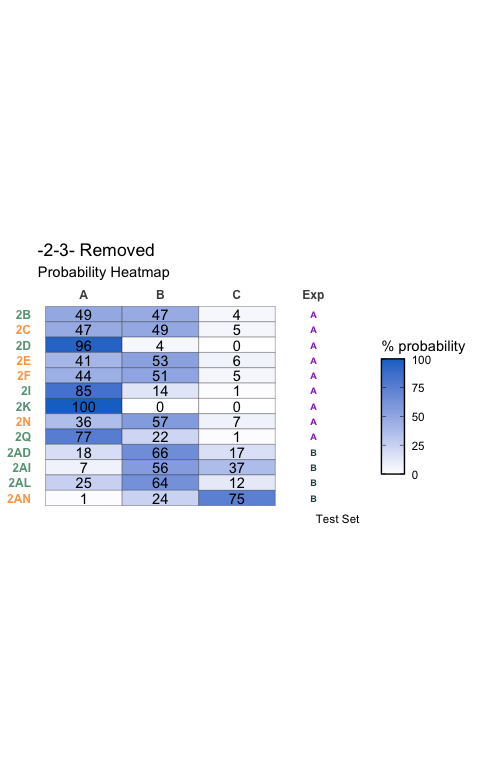 -2-3- Removed
Probability Heatmap
A B C Exp
2B 49 47 4 A
2C 47 49 5 A
2D 96 4 0 A
2E 41 53 6 A
2F 44 51 5 A
2I 85 14 1 A
2K 100 0 0 A
2N 36 57 7 A
2Q 77 22 1 A
2AD 18 66 17 B
2AI 7 56 37 B
2AL 25 64 12 B
2AN 1 24 75 B
Test Set
% probability
100
75
50
25
0